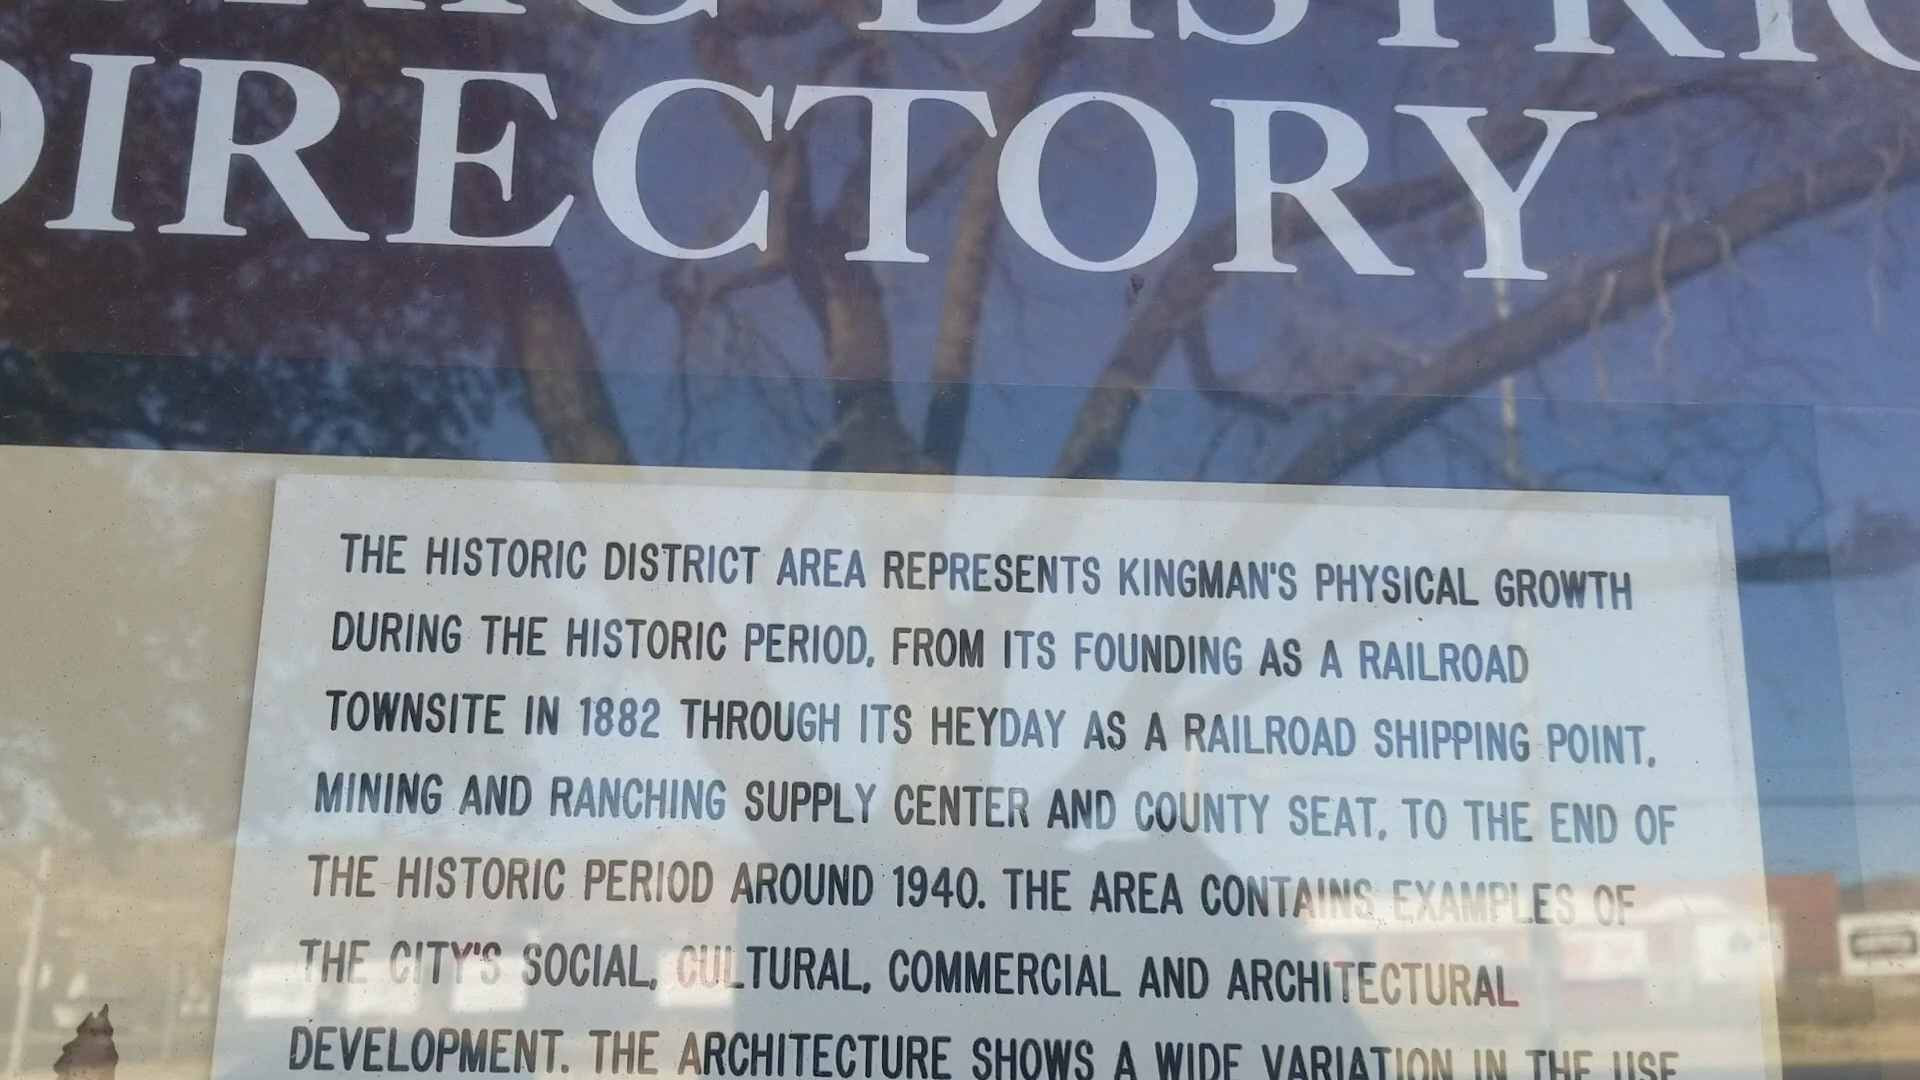 DISTRIC
DIRECTORY
THE HISTORIC DISTRICT AREA REPRESENTS KINGMAN'S PHYSICAL GROWTH
DURING THE HISTORIC PERIOD, FROM ITS FOUNDING AS A RAILROAD
TOWNSITE IN 1882 THROUGH ITS HEYDAY AS A RAILROAD SHIPPING POINT,
MINING AND RANCHING SUPPLY CENTER AND COUNTY SEAT, TO THE END OF
THE HISTORIC PERIOD AROUND 1940. THE AREA CONTAINS EXAMPLES OF
THE CITY'S SOCIAL, CULTURAL, COMMERCIAL AND ARCHITECTURAL
DEVELOPMENT. THE ARCHITECTURE SHOWS A WIDE VARIATION IN THE USE